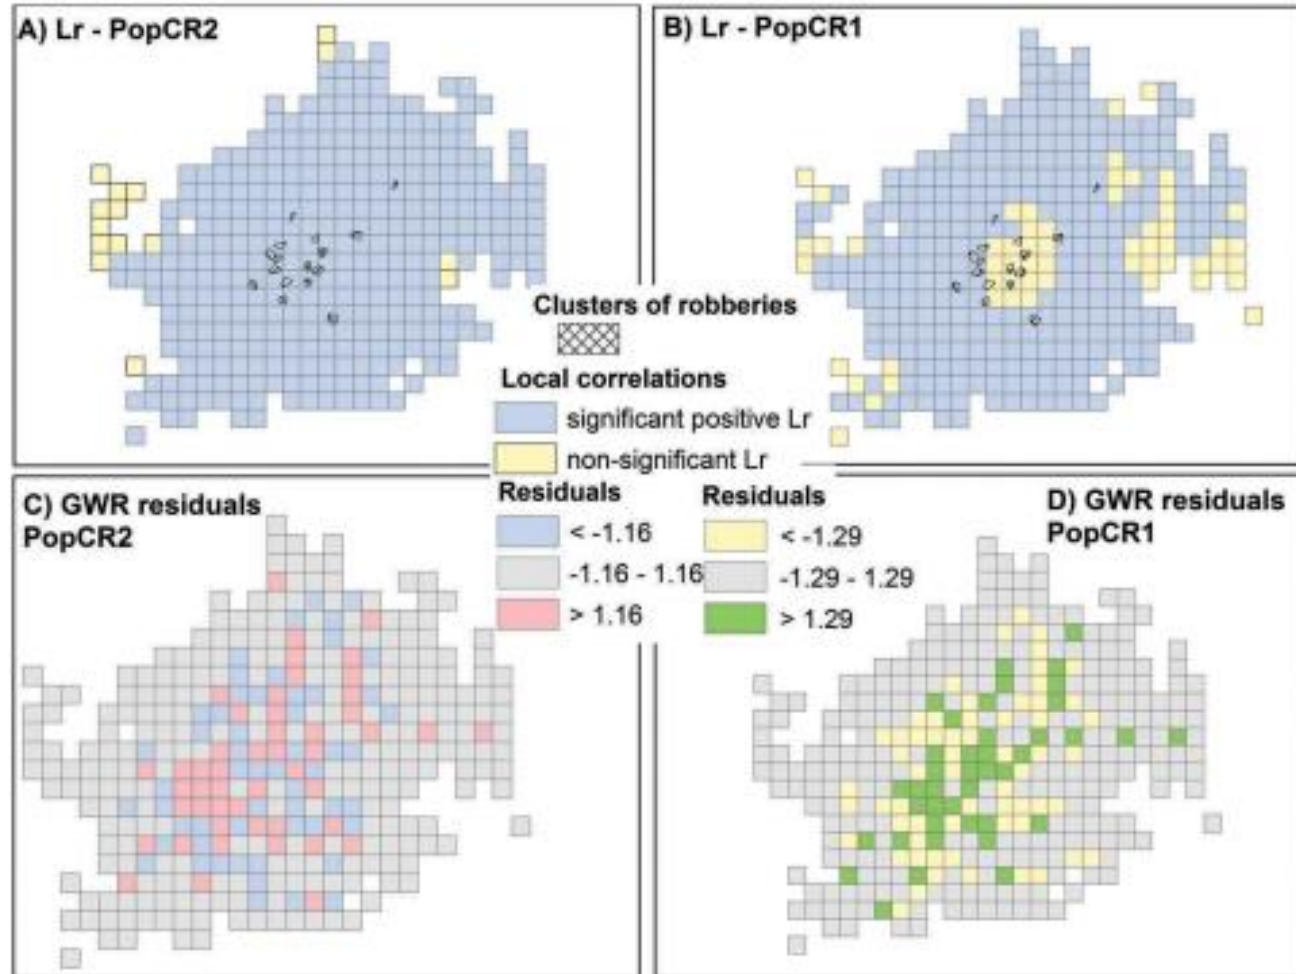 A) Lr - PopCR2
B) Lr - PopCR1
Clusters of robberies
Local correlations
significant positive Lr
non-significant Lr
C) GWR residuals
PopCR2
Residuals
< -1.16
-1.16 - 1.16
> 1.16
Residuals
< -1.29
-1.29 - 1.29
> 1.29
D) GWR residuals
PopCR1